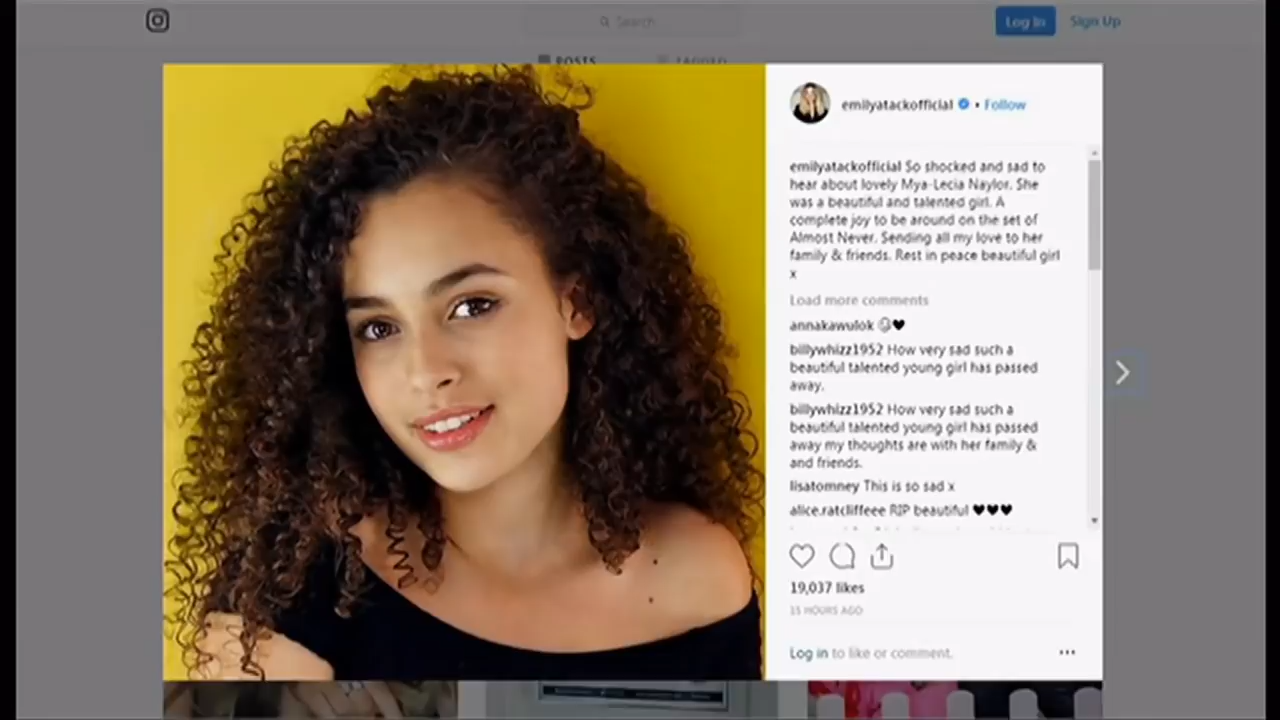 Search
Log In
Sign Up
POSTS
TAGGED
emilyatackofficial • Follow
emilyatackofficial So shocked and sad to
hear about lovely Mya-Lecia Naylor. She
was a beautiful and talented girl. A
complete joy to be around on the set of
Almost Never. Sending all my love to her
family & friends. Rest in peace beautiful girl
x
Load more comments
annakawulok
billywhizz1952 How very sad such a
beautiful talented young girl has passed
away.
billywhizz1952 How very sad such a
beautiful talented young girl has passed
away my thoughts are with her family &
and friends.
lisatomney This is so sad x
alice.ratcliffeee RIP beautiful ♥♥♥
19,037 likes
15 HOURS AGO
Log in to like or comment.